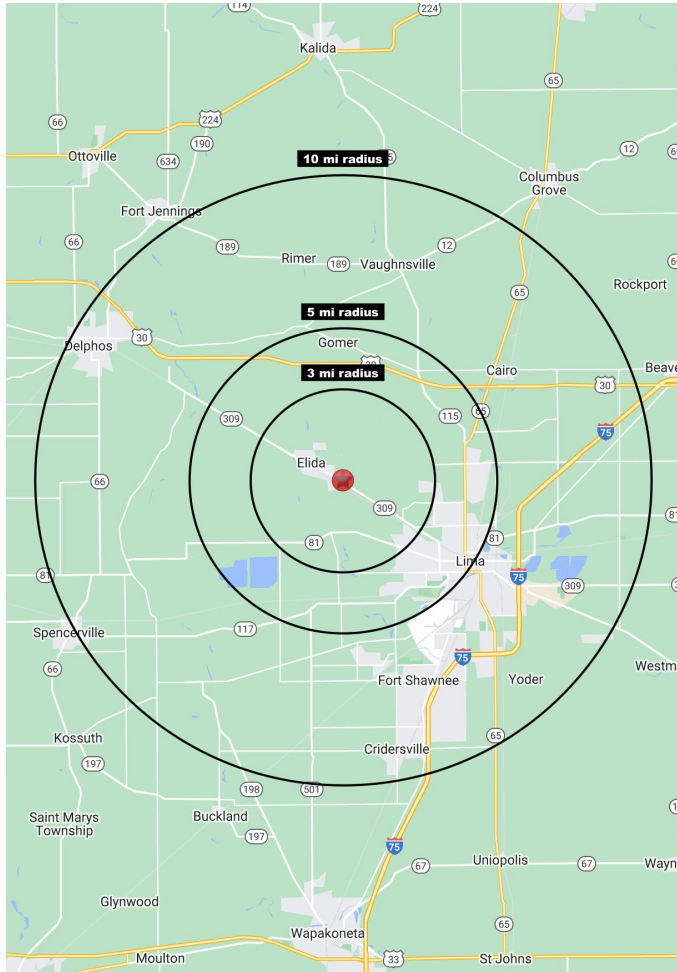 114
224
Kalida
65
66
224
190
12
Ottoville
634
10 mi radius
Columbus
Grove
Fort Jennings
66
189
Rimer
189
12
Vaughnsville
65
Rockport
5 mi radius
Delphos
30
Gomer
3 mi radius
Cairo
Beave
30
309
115
65
75
Elida
66
309
81
81
81
Lima
75
309
Spencerville
117
66
75
Fort Shawnee
Yoder
Westm
Kossuth
65
197
Cridersville
198
501
Saint Marys
Township
Buckland
197
75
67
Uniopolis
67
Wayn
Glynwood
65
Wapakoneta
Moulton
33
St Johns